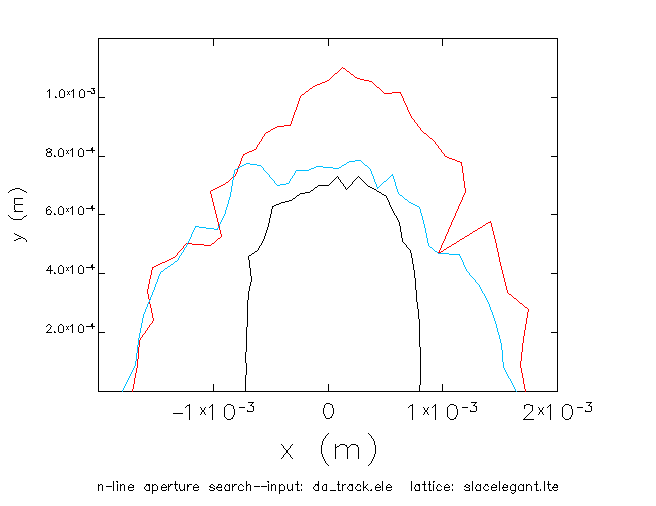 1.0×10⁻³
8.0×10⁻⁴
6.0×10⁻⁴
4.0×10⁻⁴
2.0×10⁻⁴
y (m)
−1×10⁻³ 0 1×10⁻³ 2×10⁻³
x (m)
n-line aperture search--input: da_track.ele lattice: slacelegant.lte